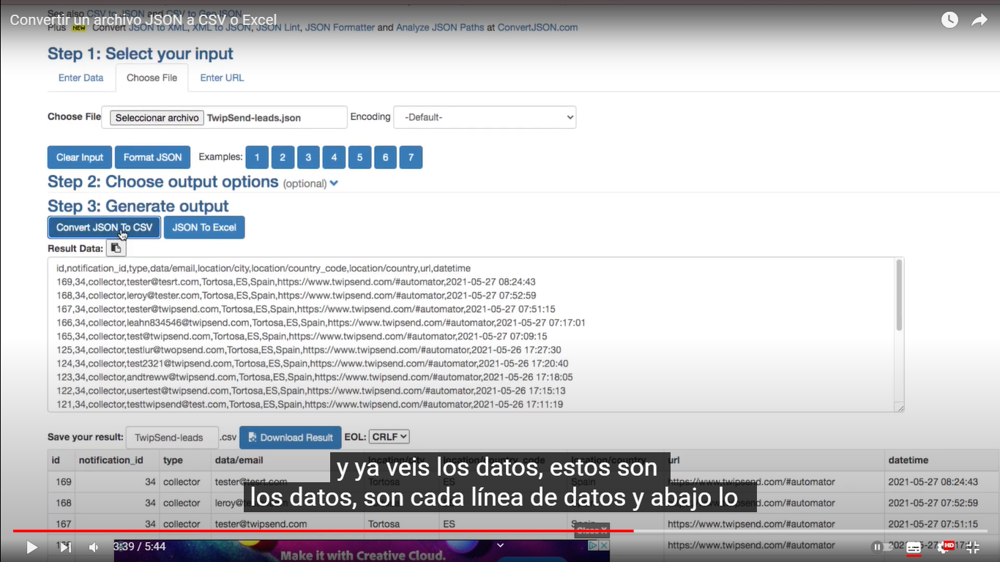 See also CSV to JSON and CSV to GeoJSON
Convertir un archivo JSON a CSV o Excel
Plus NEW Convert JSON to XML, XML to JSON, JSON Lint, JSON Formatter and Analyze JSON Paths at ConvertJSON.com
Step 1: Select your input
Enter Data Choose File Enter URL
Choose File Seleccionar archivo TwipSend-leads.json Encoding -Default-
Clear Input Format JSON Examples: 1 2 3 4 5 6 7
Step 2: Choose output options (optional)
Step 3: Generate output
Convert JSON To CSV JSON To Excel
Result Data:
id,notification_id,type,data/email,location/city,location/country_code,location/country,url,datetime
169,34,collector,tester@tesrt.com,Tortosa,ES,Spain,https://www.twipsend.com/#automator,2021-05-27 08:24:43
168,34,collector,leroy@tester.com,Tortosa,ES,Spain,https://www.twipsend.com/#automator,2021-05-27 07:52:59
167,34,collector,tester@twipsend.com,Tortosa,ES,Spain,https://www.twipsend.com/#automator,2021-05-27 07:51:15
166,34,collector,leahn834546@twipsend.com,Tortosa,ES,Spain,https://www.twipsend.com/#automator,2021-05-27 07:17:01
165,34,collector,test@twipsend.com,Tortosa,ES,Spain,https://www.twipsend.com/#automator,2021-05-27 07:09:15
125,34,collector,testlur@twopsend.com,Tortosa,ES,Spain,https://www.twipsend.com/#automator,2021-05-26 17:27:30
124,34,collector,test2321@twipsend.com,Tortosa,ES,Spain,https://www.twipsend.com/#automator,2021-05-26 17:20:40
123,34,collector,andtreww@twipsend.com,Tortosa,ES,Spain,https://www.twipsend.com/#automator,2021-05-26 17:18:05
122,34,collector,usertest@twipsend.com,Tortosa,ES,Spain,https://www.twipsend.com/#automator,2021-05-26 17:15:13
121,34,collector,testtwipsend@test.com,Tortosa,ES,Spain,https://www.twipsend.com/#automator,2021-05-26 17:11:19
Save your result: TwipSend-leads .csv Download Result EOL: CRLF
id notification_id type data/email location/city location/country_code location/country url datetime
y ya veis los datos, estos son
169 34 collector tester@tesrt.com Tortosa ES Spain https://www.twipsend.com/#automator 2021-05-27 08:24:43
los datos, son cada línea de datos y abajo lo
168 34 collector leroy@te https://www.twipsend.com/#automator 2021-05-27 07:52:59
167 34 collector tester@twipsend.com Tortosa ES Spain https://www.twipsend.com/#automator 2021-05-27 07:51:15
Close X
3:39 / 5:44 https://www.twipsend.com/#automator HD
Make it with Creative Cloud.